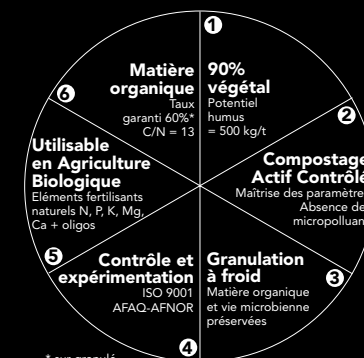 1
90%
végétal
Potentiel
humus
= 500 kg/t
2
Compostage
Actif Contrôlé
Maîtrise des paramètre
Absence de
micropolluan
3
Granulation
à froid
Matière organique
et vie microbienne
préservées
4
Contrôle et
expérimentation
ISO 9001
AFAQ-AFNOR
5
Utilisable
en Agriculture
Biologique
Eléments fertilisants
naturels N, P, K, Mg,
Ca + oligos
6
Matière
organique
Taux
garanti 60%*
C/N = 13
* sur granulé